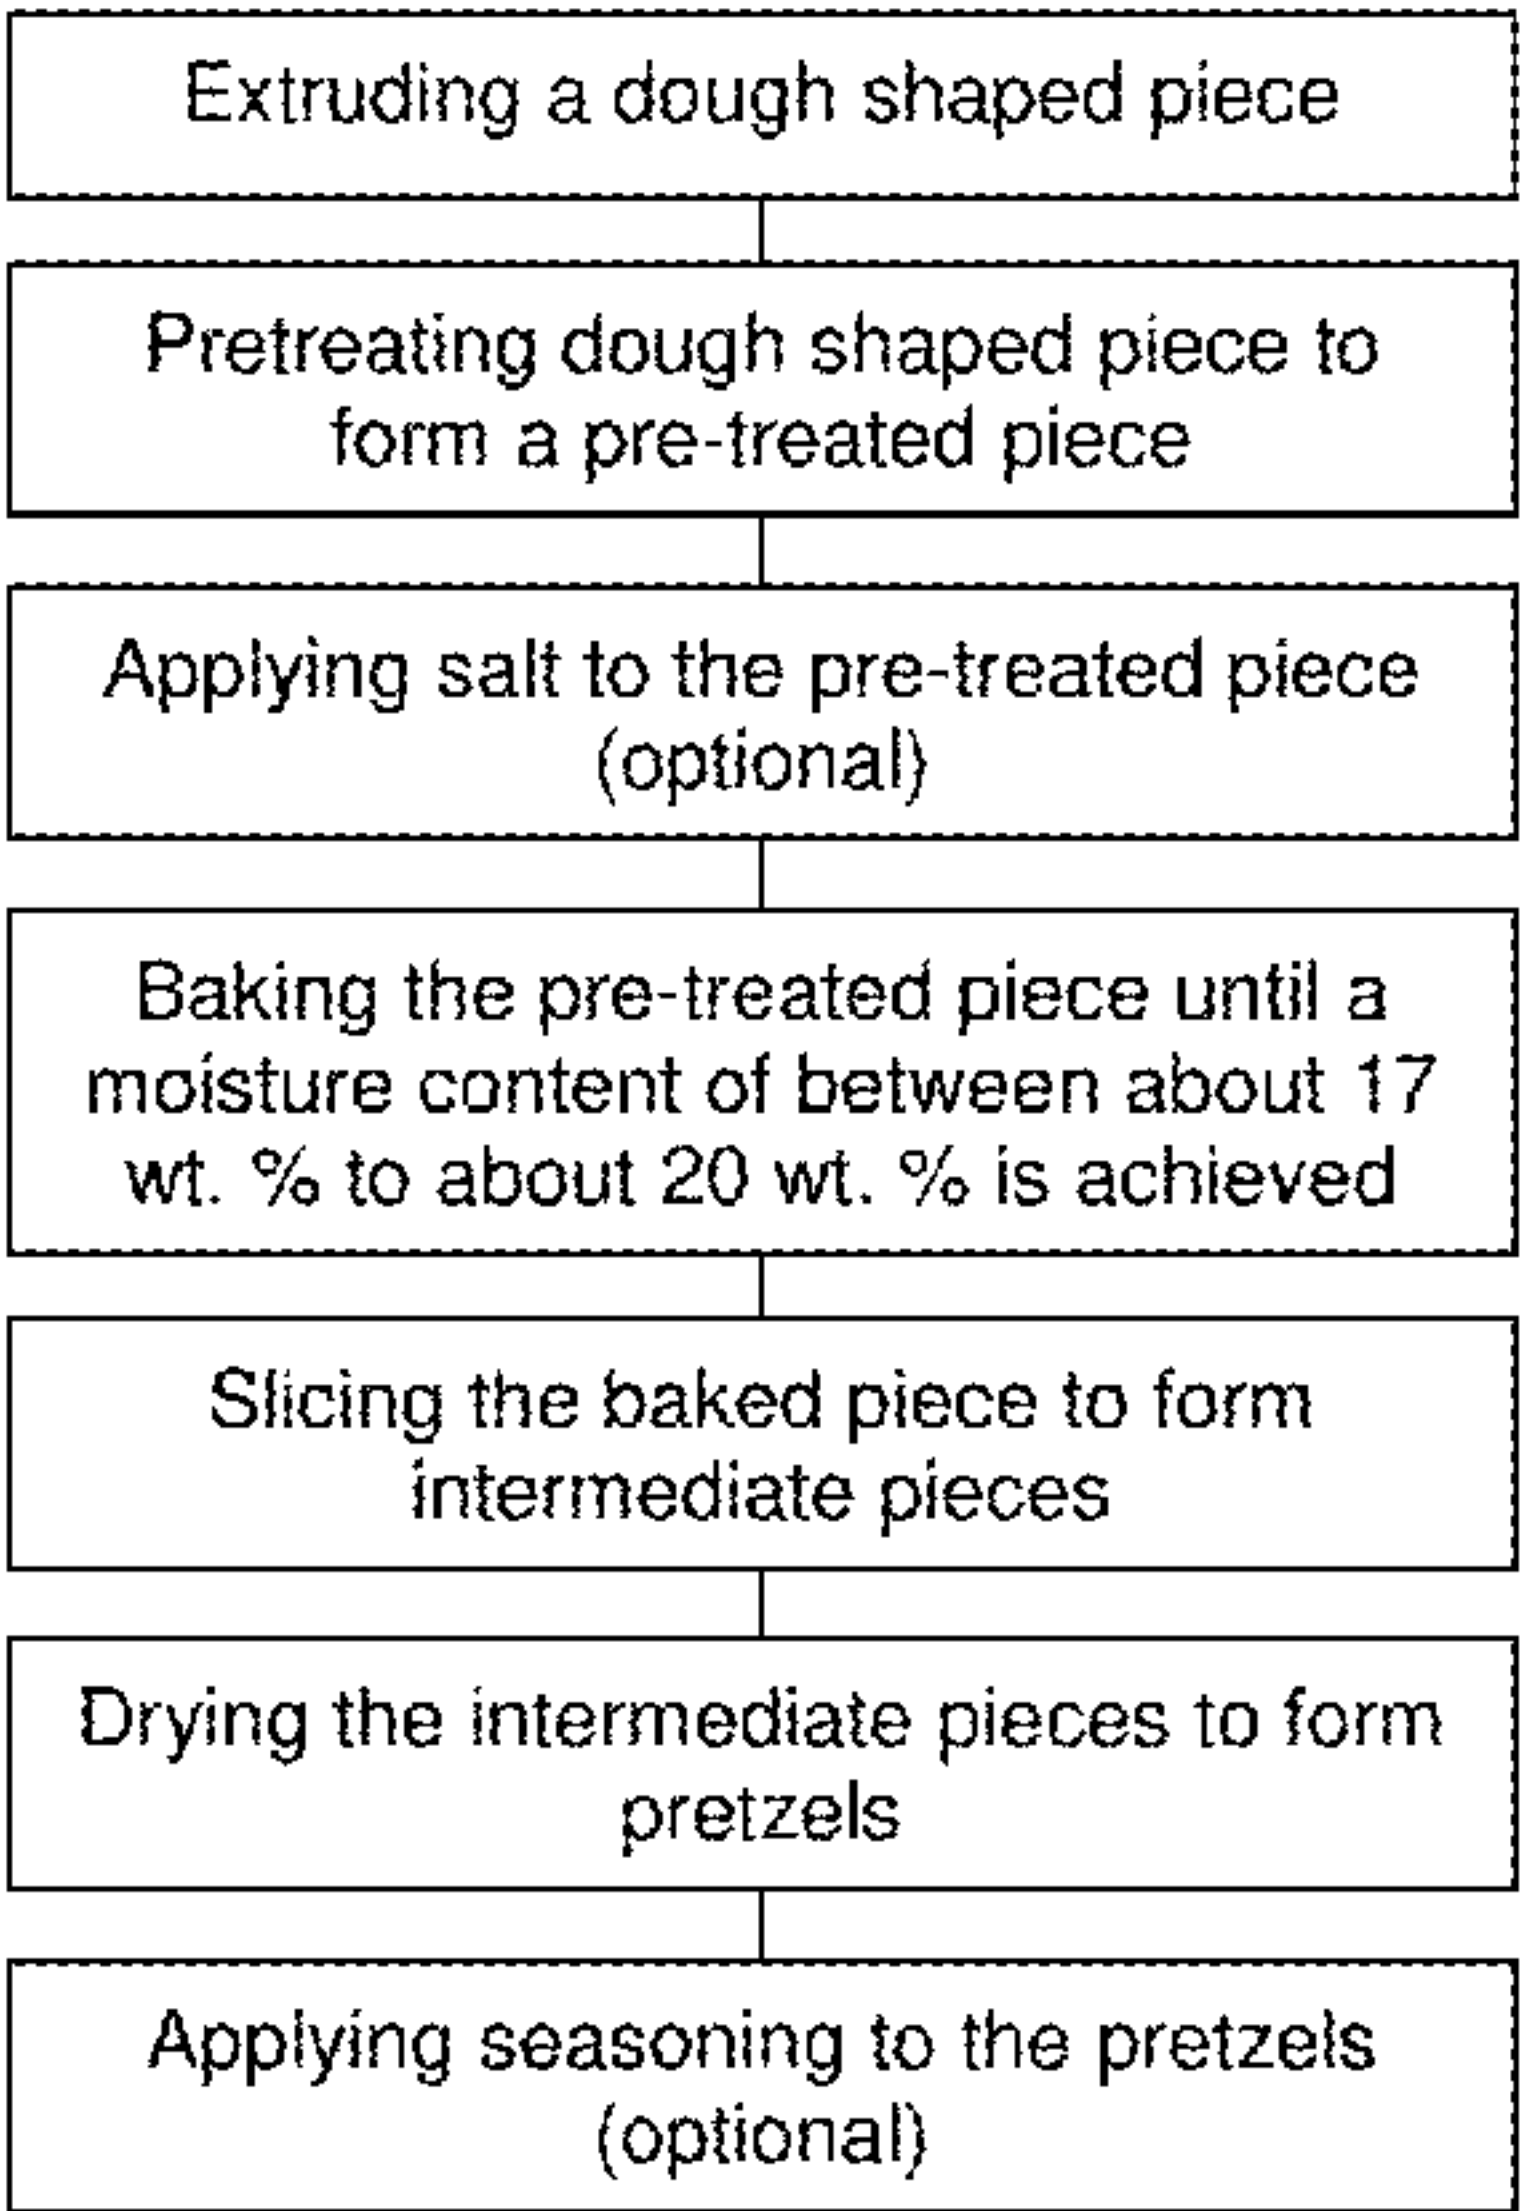 Extruding a dough shaped piece
Pretreating dough shaped piece to
form a pre-treated piece
Applying salt to the pre-treated piece
(optional)
Baking the pre-treated piece until a
moisture content of between about 17
wt. % to about 20 wt. % is achieved
Slicing the baked piece to form
intermediate pieces
Drying the intermediate pieces to form
pretzels
Applying seasoning to the pretzels
(optional)